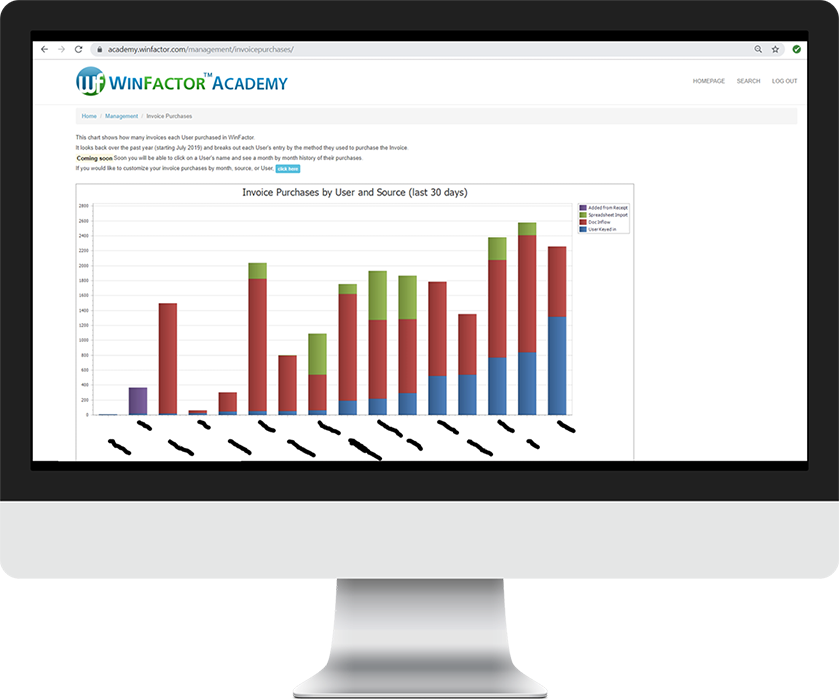 academy.winfactor.com/management/invoicepurchases/
Wf WINFACTOR™ ACADEMY
HOMEPAGE SEARCH LOG OUT
Home / Management / Invoice Purchases
This chart shows how many invoices each User purchased in WinFactor.
It looks back over the past year (starting July 2019) and breaks out each User's entry by the method they used to purchase the Invoice.
Coming soon Soon you will be able to click on a User's name and see a month by month history of their purchases.
If you would like to customize your invoice purchases by month, source, or User, click here
Invoice Purchases by User and Source (last 30 days)
Added from Receipt
Spreadsheet Import
Doc Inflow
User Keyed in
2800
2600
2400
2200
2000
1800
1600
1400
1200
1000
800
600
400
200
0